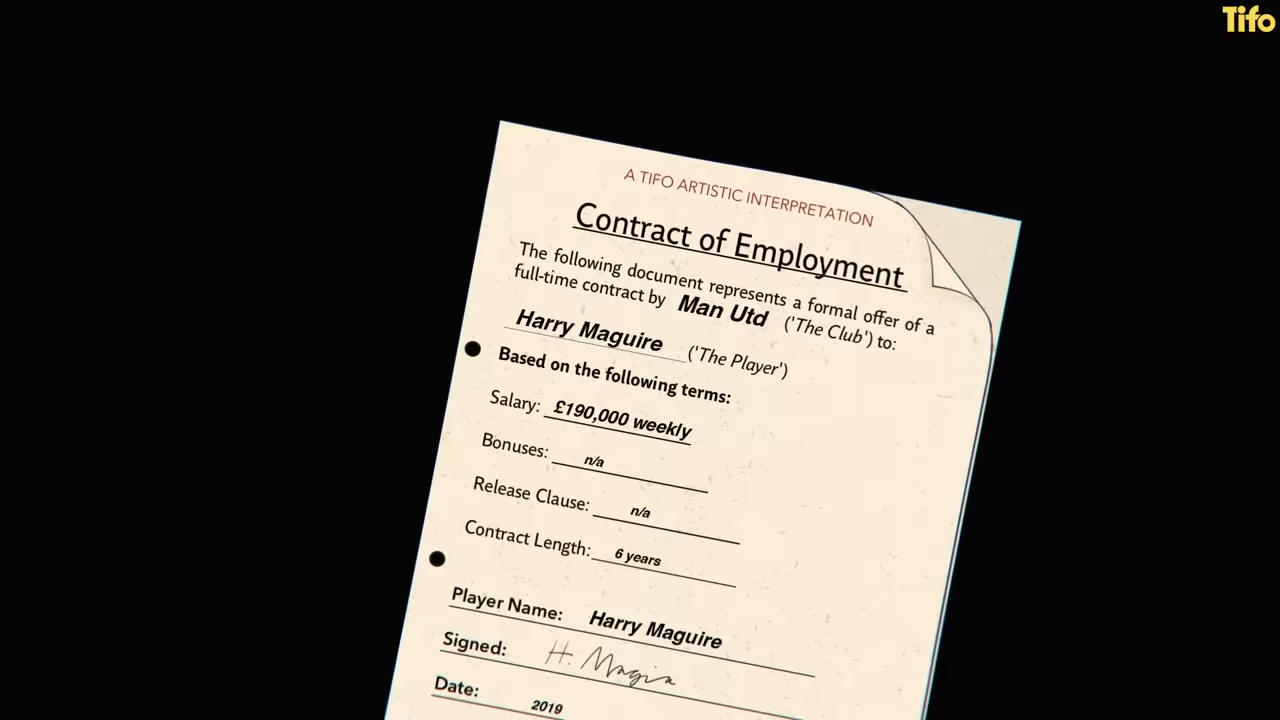 Tifo
A TIFO ARTISTIC INTERPRETATION
Contract of Employment
The following document represents a formal offer of a
full-time contract by Man Utd ('The Club') to:
Harry Maguire ('The Player')
Based on the following terms:
Salary: £190,000 weekly
Bonuses: n/a
Release Clause: n/a
Contract Length: 6 years
Player Name: Harry Maguire
Signed: H. Magia
Date: 2019